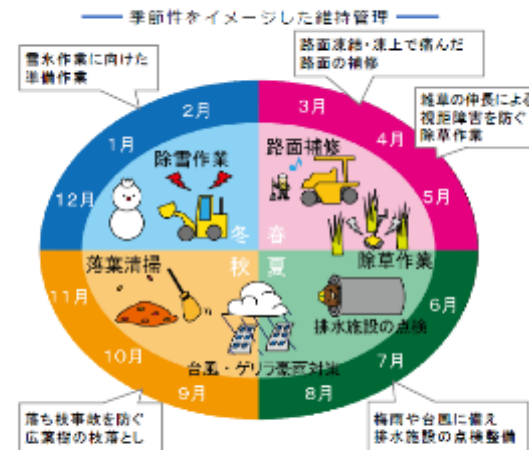 季節性をイメージした維持管理
雪氷作業に向けた
準備作業
路面凍結・凍上で痛んだ
路面の補修
雑草の伸長による
視距障害を防ぐ
除草作業
1月
2月
3月
4月
5月
6月
7月
8月
9月
10月
11月
12月
除雪作業
路面補修
冬
春
秋
夏
落葉清掃
除草作業
排水施設の点検
台風・ゲリラ豪雨対策
落ち枝事故を防ぐ
広葉樹の枝落とし
梅雨や台風に備え
排水施設の点検整備